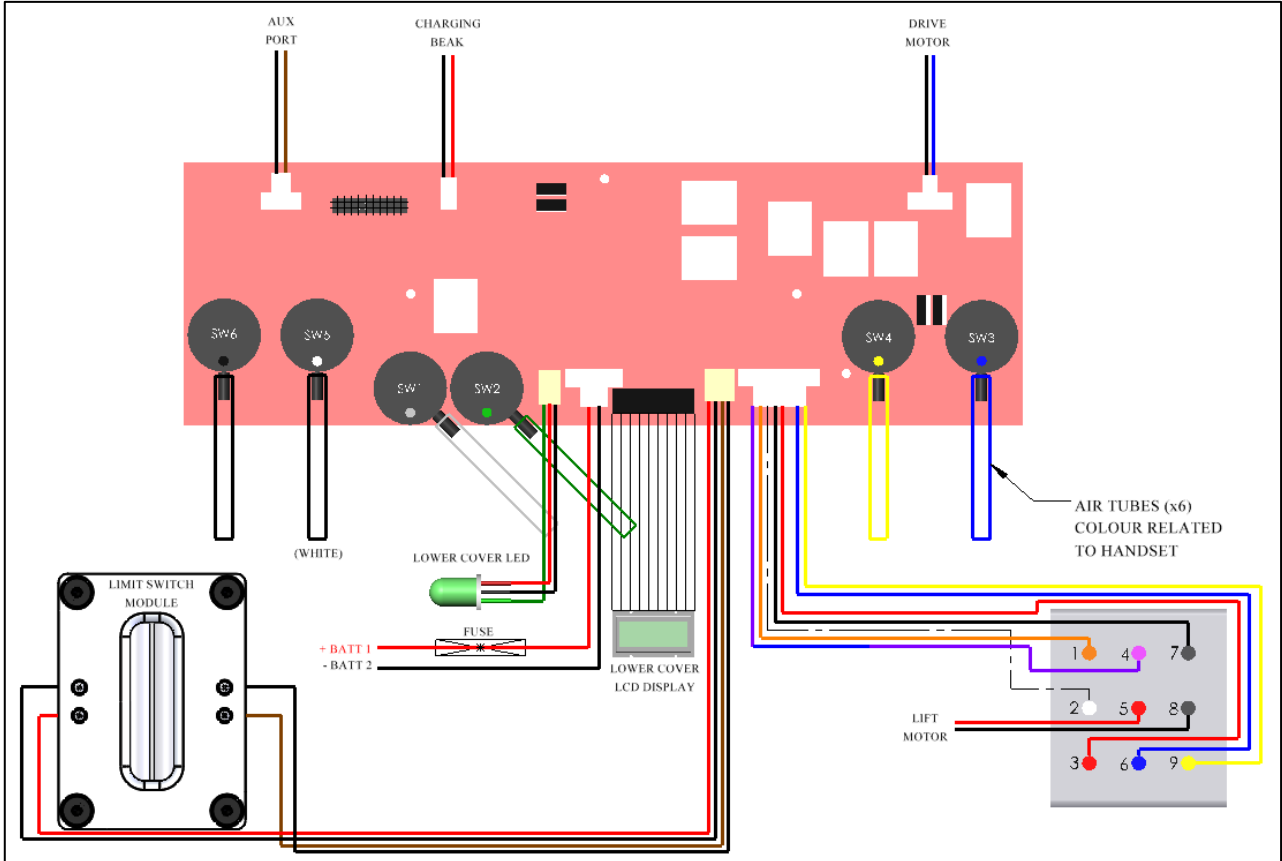 AUX
PORT
CHARGING
BEAK
DRIVE
MOTOR
SW6
SW5
SW1
SW2
SW4
SW3
(WHITE)
AIR TUBES (x6)
COLOUR RELATED
TO HANDSET
LOWER COVER LED
LIMIT SWITCH
MODULE
FUSE
+ BATT 1
- BATT 2
LOWER COVER
LCD DISPLAY
LIFT
MOTOR
1 4 7
2 5 8
3 6 9